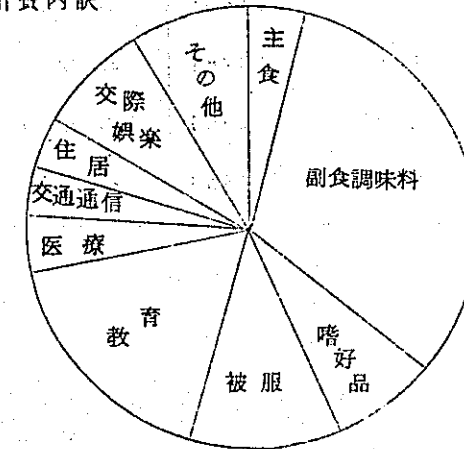 費内訳
主食
副食調味料
嗜好品
被服
教育
医療
交通通信
住居
交際
娯楽
その他